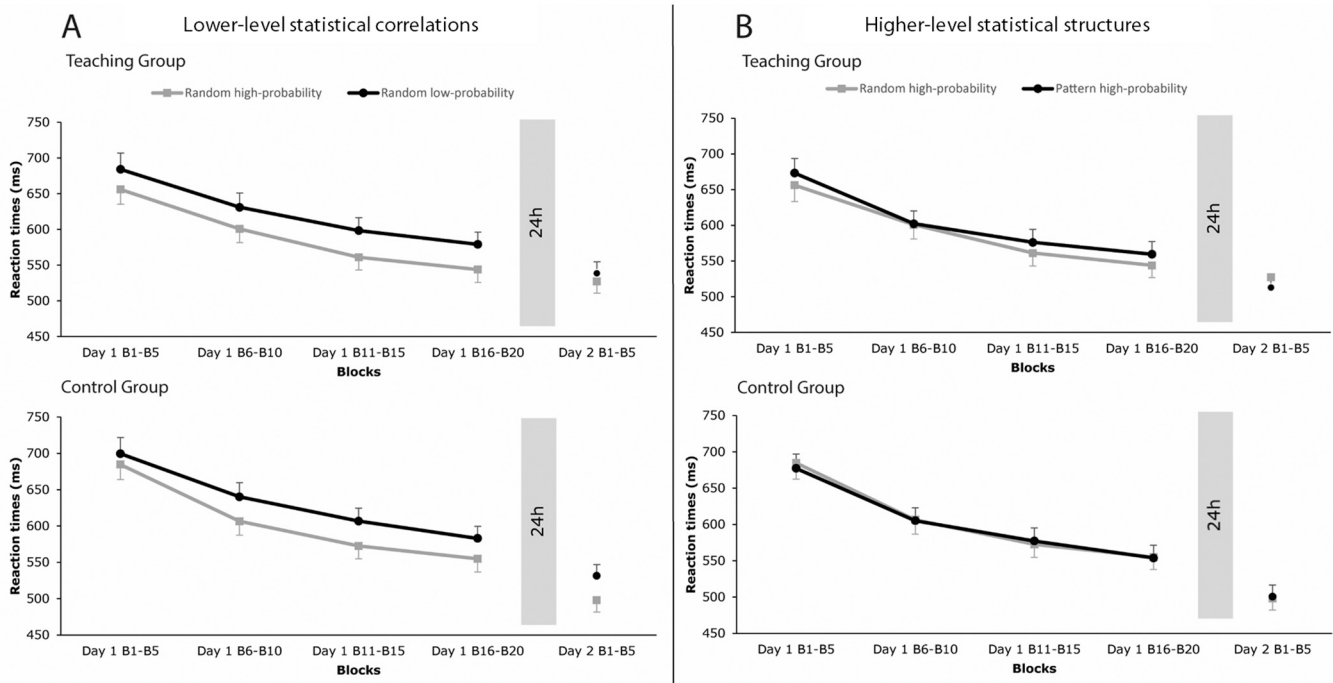 A
Lower-level statistical correlations
Teaching Group
Random high-probability
Random low-probability
Reaction times (ms)
750
700
650
600
550
500
450
24h
Day 1 B1-B5
Day 1 B6-B10
Day 1 B11-B15
Day 1 B16-B20
Day 2 B1-B5
Blocks
Control Group
Reaction times (ms)
750
700
650
600
550
500
450
24h
Day 1 B1-B5
Day 1 B6-B10
Day 1 B11-B15
Day 1 B16-B20
Day 2 B1-B5
Blocks
B
Higher-level statistical structures
Teaching Group
Random high-probability
Pattern high-probability
Reaction times (ms)
750
700
650
600
550
500
450
24h
Day 1 B1-B5
Day 1 B6-B10
Day 1 B11-B15
Day 1 B16-B20
Day 2 B1-B5
Blocks
Control Group
Reaction times (ms)
750
700
650
600
550
500
450
24h
Day 1 B1-B5
Day 1 B6-B10
Day 1 B11-B15
Day 1 B16-B20
Day 2 B1-B5
Blocks